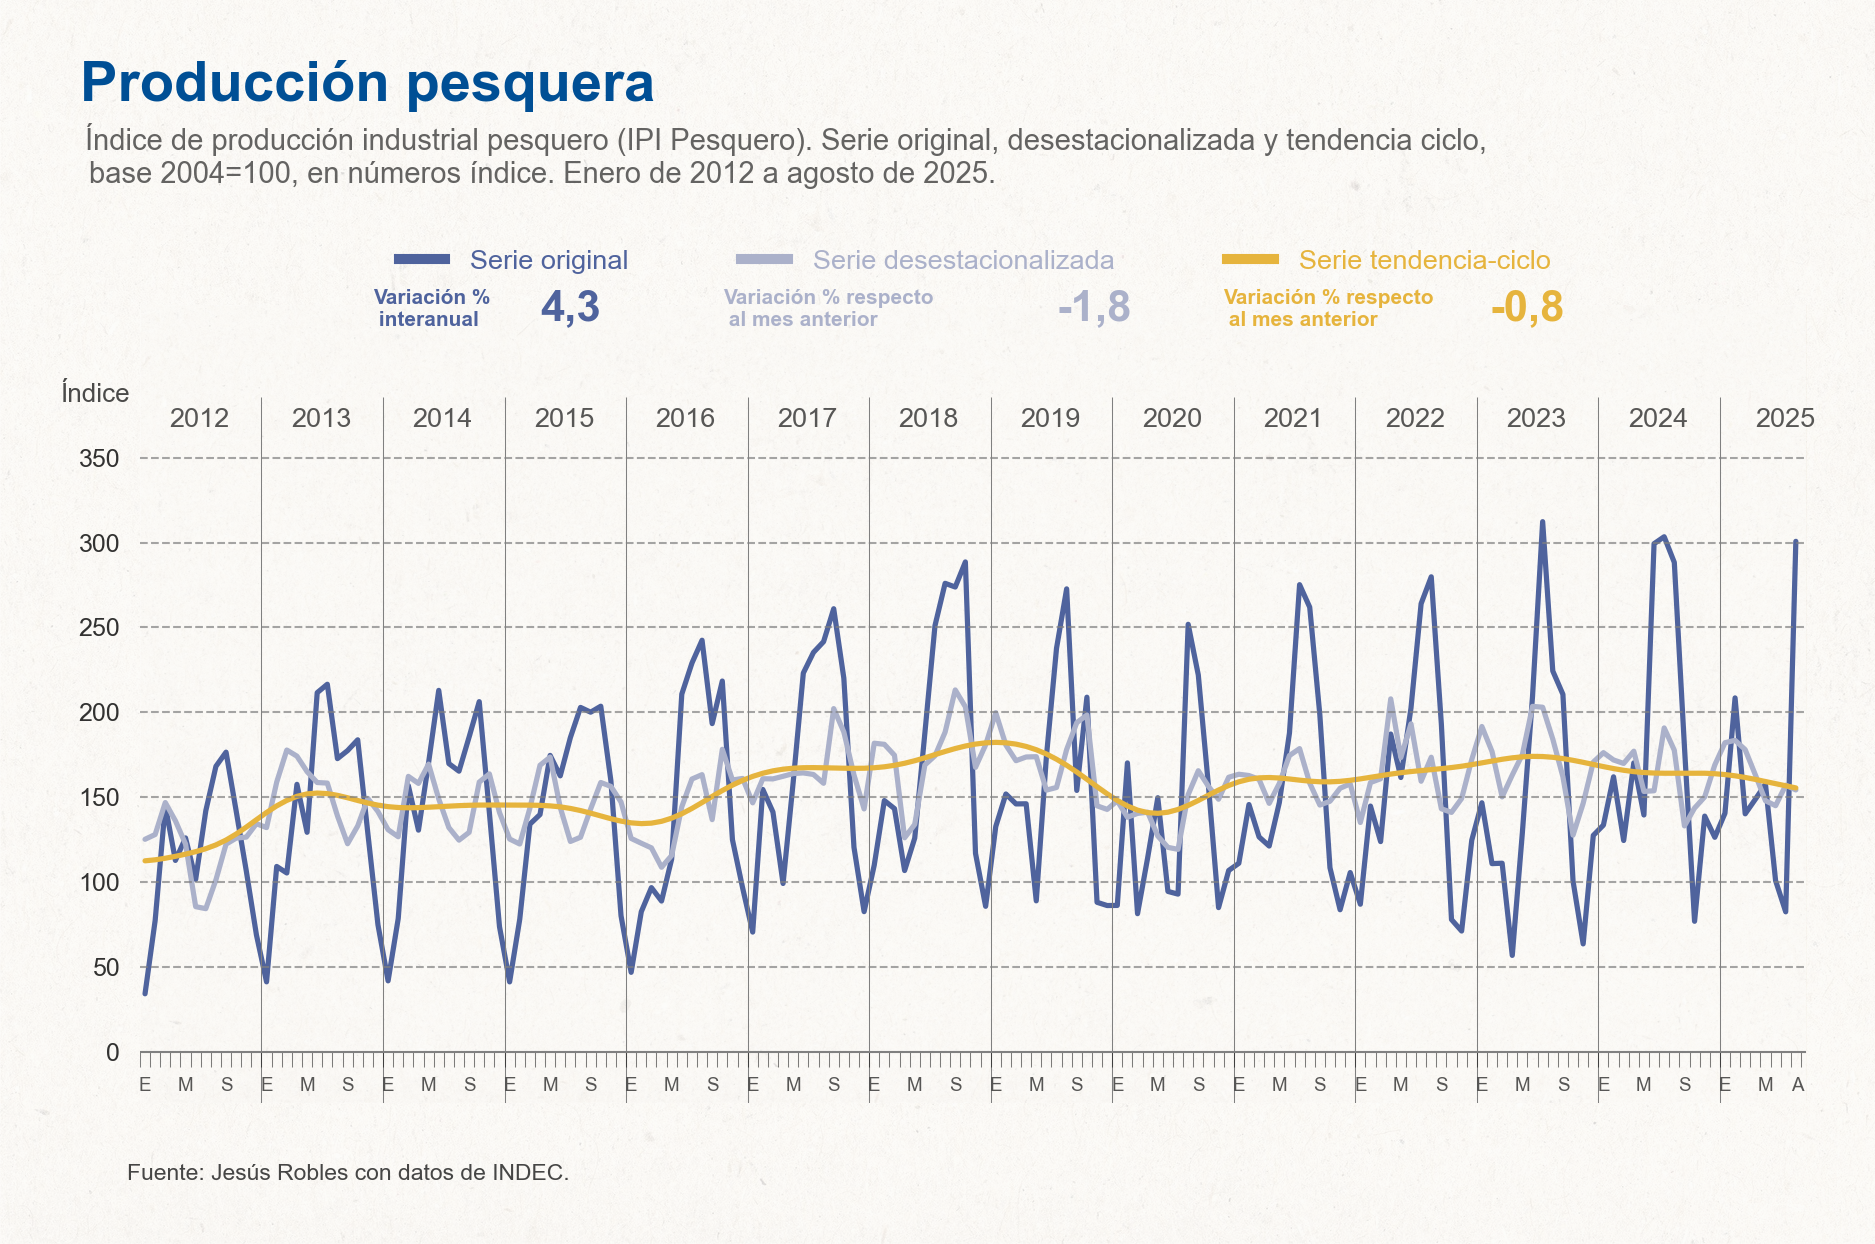 Producción pesquera
Índice de producción industrial pesquero (IPI Pesquero). Serie original, desestacionalizada y tendencia ciclo,
base 2004=100, en números índice. Enero de 2012 a agosto de 2025.
Serie original Serie desestacionalizada Serie tendencia-ciclo
Variación % interanual 4,3
Variación % respecto al mes anterior -1,8
Variación % respecto al mes anterior -0,8
Índice
2012 2013 2014 2015 2016 2017 2018 2019 2020 2021 2022 2023 2024 2025
350
300
250
200
150
100
50
0
E M S E M S E M S E M S E M S E M S E M S E M S E M S E M S E M S E M S E M S E M A
Fuente: Jesús Robles con datos de INDEC.